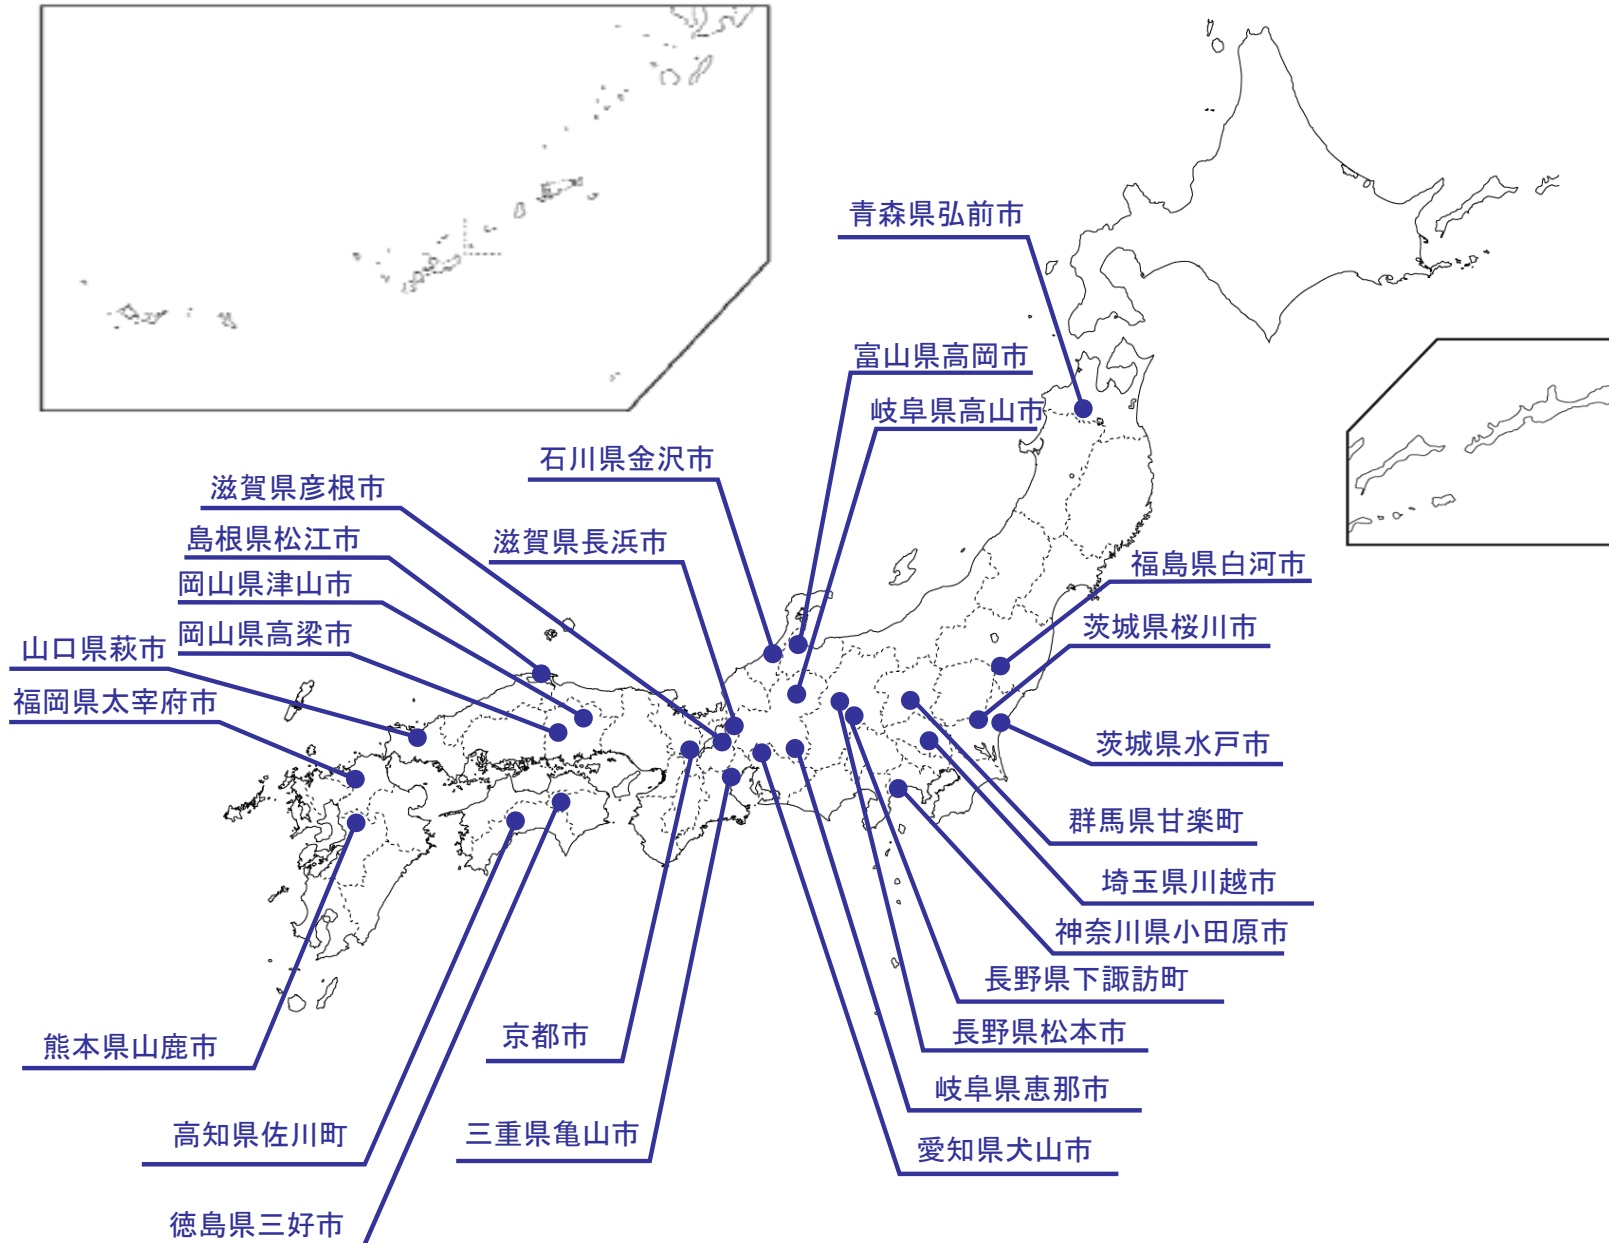 青森県弘前市
富山県高岡市
岐阜県高山市
石川県金沢市
滋賀県彦根市
島根県松江市
滋賀県長浜市
岡山県津山市
岡山県高梁市
山口県萩市
福岡県太宰府市
福島県白河市
茨城県桜川市
茨城県水戸市
群馬県甘楽町
埼玉県川越市
神奈川県小田原市
長野県下諏訪町
長野県松本市
岐阜県恵那市
愛知県犬山市
京都市
三重県亀山市
熊本県山鹿市
高知県佐川町
徳島県三好市